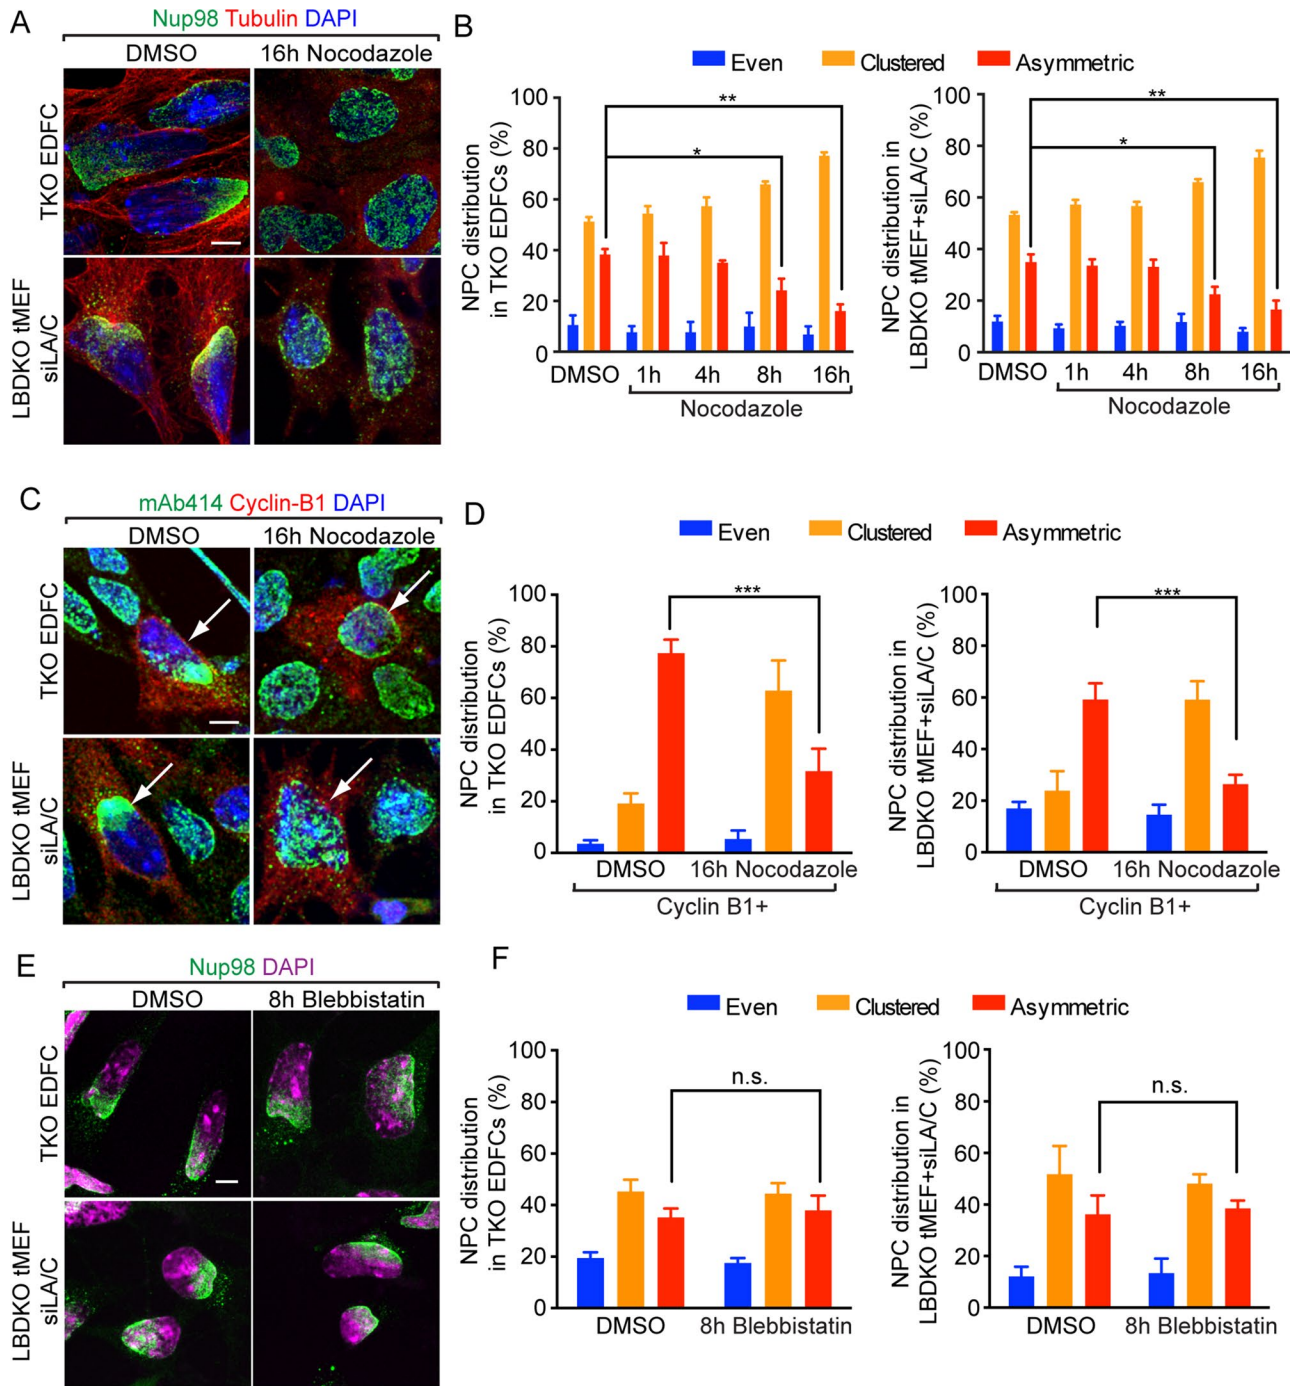 A
Nup98 Tubulin DAPI
DMSO
16h Nocodazole
TKO EDFC
LBDKO tMEF
siLA/C
B
Even
Clustered
Asymmetric
NPC distribution
in TKO EDFCs (%)
100
80
60
40
20
0
**
*
DMSO
1h
4h
8h
16h
Nocodazole
NPC distribution in
LBDKO tMEF+siLA/C (%)
100
80
60
40
20
0
**
*
DMSO
1h
4h
8h
16h
Nocodazole
C
mAb414 Cyclin-B1 DAPI
DMSO
16h Nocodazole
TKO EDFC
LBDKO tMEF
siLA/C
D
Even
Clustered
Asymmetric
NPC distribution
in TKO EDFCs (%)
100
80
60
40
20
0
***
DMSO
16h Nocodazole
Cyclin B1+
NPC distribution in
LBDKO tMEF+siLA/C (%)
100
80
60
40
20
0
***
DMSO
16h Nocodazole
Cyclin B1+
E
Nup98 DAPI
DMSO
8h Blebbistatin
TKO EDFC
LBDKO tMEF
siLA/C
F
Even
Clustered
Asymmetric
NPC distribution
in TKO EDFCs (%)
100
80
60
40
20
0
n.s.
DMSO
8h Blebbistatin
NPC distribution in
LBDKO tMEF+siLA/C (%)
100
80
60
40
20
0
n.s.
DMSO
8h Blebbistatin